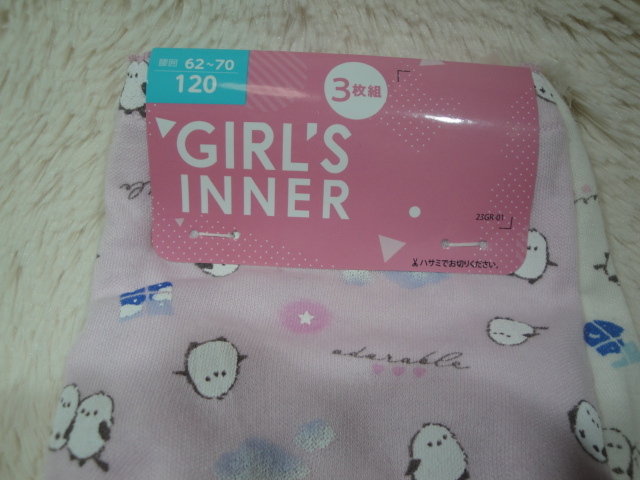 腰囲 62~70
120
3枚組
GIRL'S
INNER
23GR 01
ハサミでお切りください。
adorable